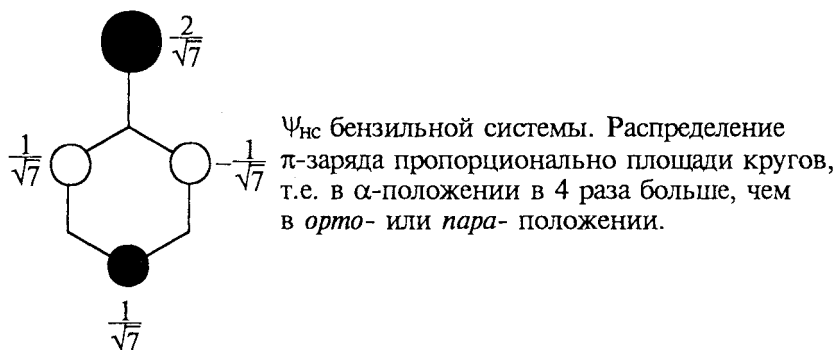 2/√7
1/√7
-1/√7
Ψнс бензильной системы. Распределение
π-заряда пропорционально площади кругов,
т.е. в α-положении в 4 раза больше, чем
в орто- или пара- положении.
1/√7